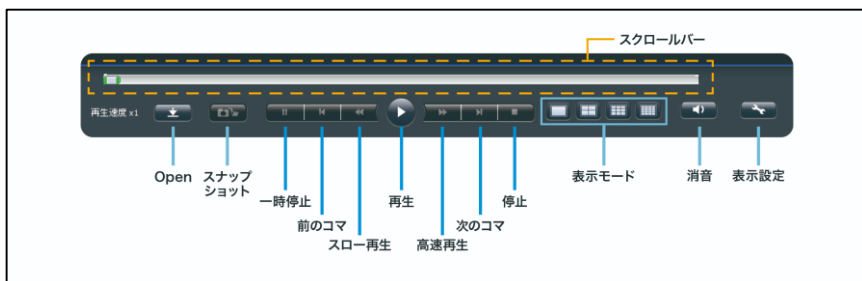 スクロールバー
再生速度 x1
Open
スナップ
ショット
一時停止
前のコマ
スロー再生
再生
高速再生
次のコマ
停止
表示モード
消音
表示設定